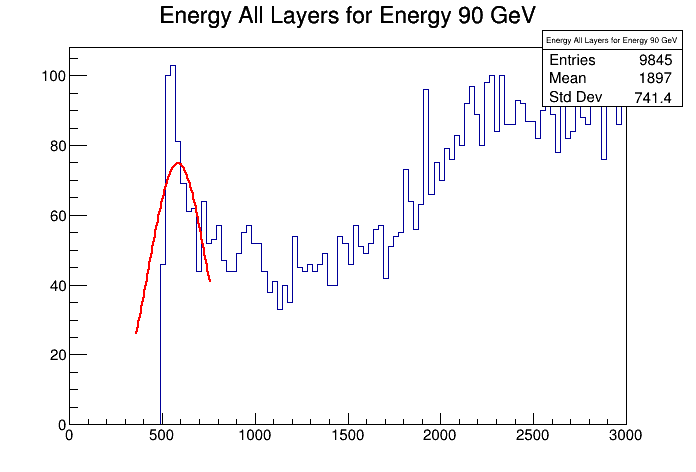 Energy All Layers for Energy 90 GeV
Energy All Layers for Energy 90 GeV
Entries 9845
Mean 1897
Std Dev 741.4
100
80
60
40
20
0
0 500 1000 1500 2000 2500 3000